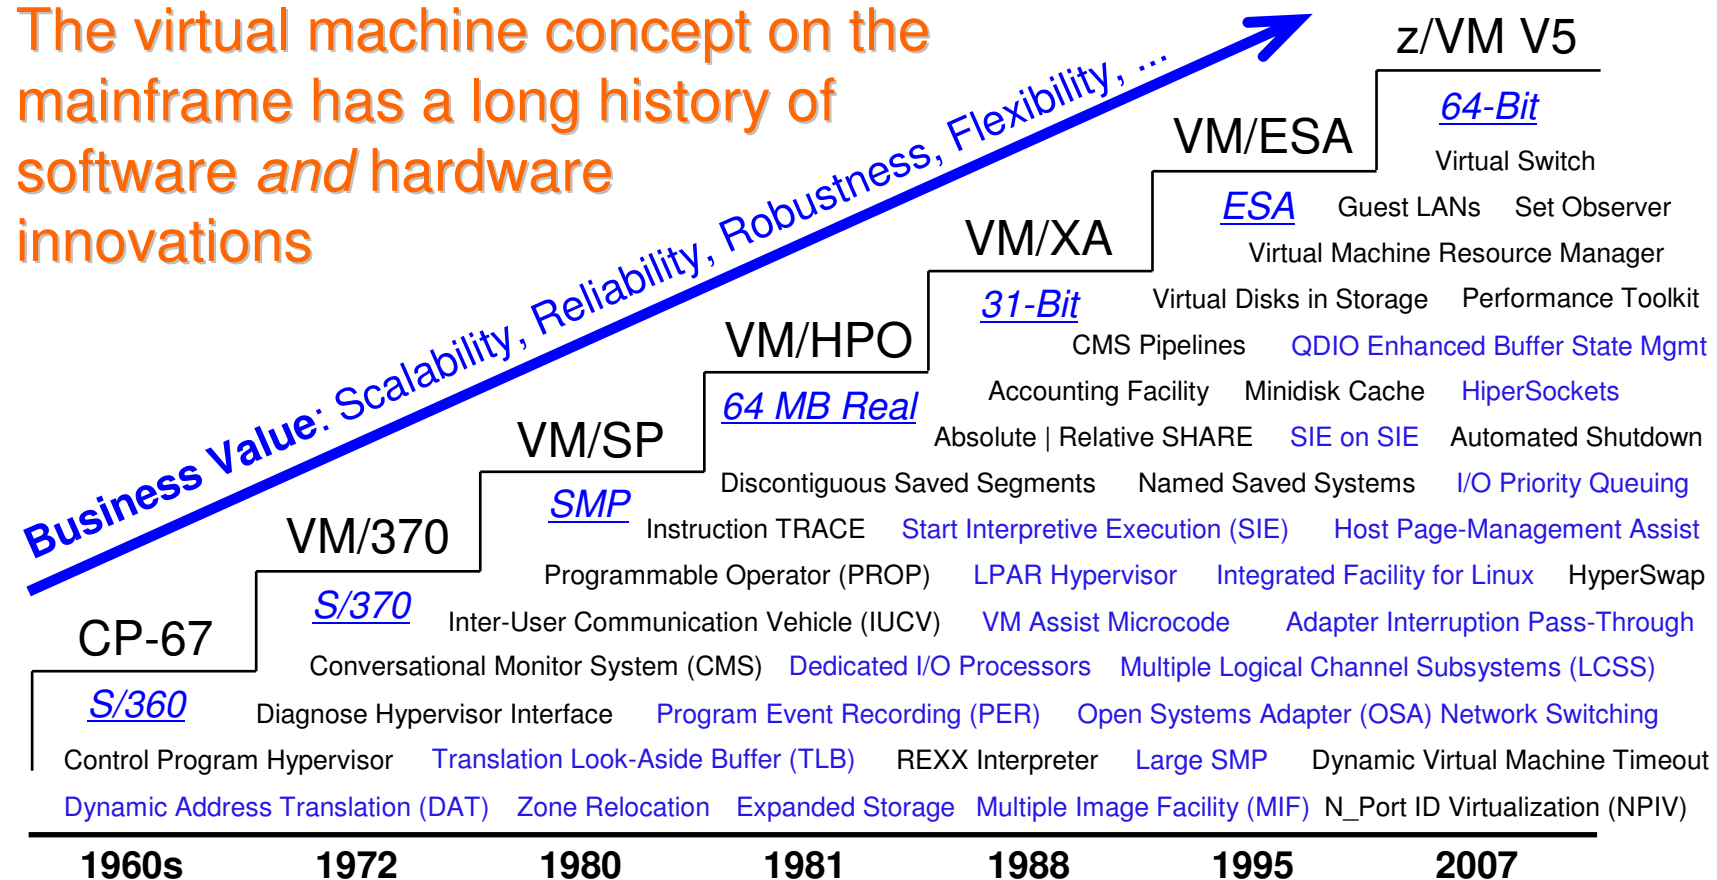 The virtual machine concept on the
mainframe has a long history of
software and hardware
innovations
Business Value: Scalability, Reliability, Robustness, Flexibility, ...
z/VM V5
64-Bit
VM/ESA
Virtual Switch
ESA Guest LANs Set Observer
VM/XA
Virtual Machine Resource Manager
31-Bit Virtual Disks in Storage Performance Toolkit
VM/HPO
CMS Pipelines QDIO Enhanced Buffer State Mgmt
Accounting Facility Minidisk Cache HiperSockets
64 MB Real
VM/SP
Absolute | Relative SHARE SIE on SIE Automated Shutdown
Discontiguous Saved Segments Named Saved Systems I/O Priority Queuing
SMP
Instruction TRACE Start Interpretive Execution (SIE) Host Page-Management Assist
VM/370
Programmable Operator (PROP) LPAR Hypervisor Integrated Facility for Linux HyperSwap
S/370
Inter-User Communication Vehicle (IUCV) VM Assist Microcode Adapter Interruption Pass-Through
CP-67
Conversational Monitor System (CMS) Dedicated I/O Processors Multiple Logical Channel Subsystems (LCSS)
S/360
Diagnose Hypervisor Interface Program Event Recording (PER) Open Systems Adapter (OSA) Network Switching
Control Program Hypervisor Translation Look-Aside Buffer (TLB) REXX Interpreter Large SMP Dynamic Virtual Machine Timeout
Dynamic Address Translation (DAT) Zone Relocation Expanded Storage Multiple Image Facility (MIF) N_Port ID Virtualization (NPIV)
1960s 1972 1980 1981 1988 1995 2007